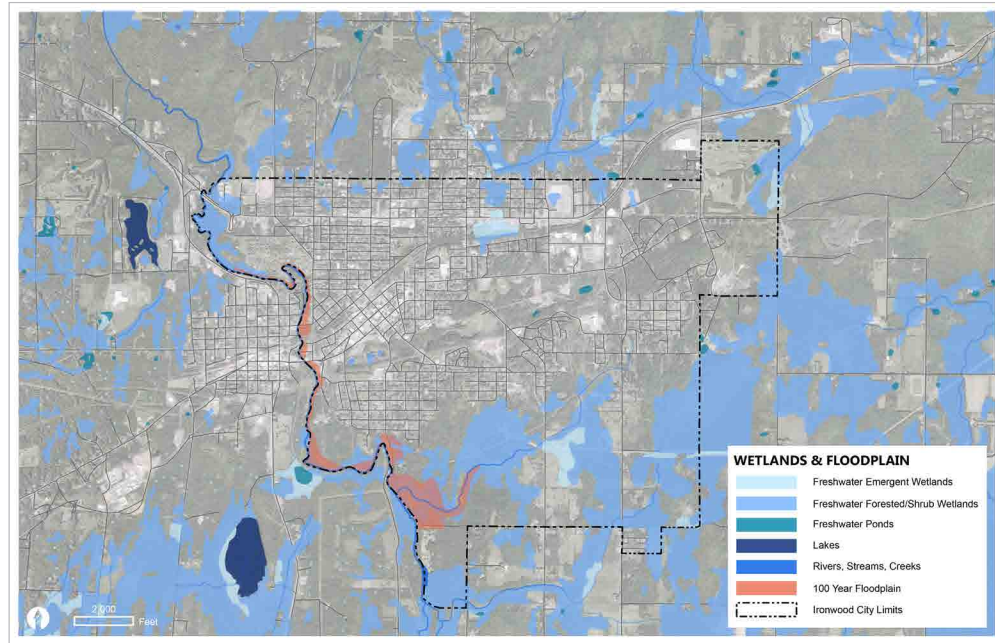 WETLANDS & FLOODPLAIN
Freshwater Emergent Wetlands
Freshwater Forested/Shrub Wetlands
Freshwater Ponds
Lakes
Rivers, Streams, Creeks
100 Year Floodplain
Ironwood City Limits
2,000
Feet